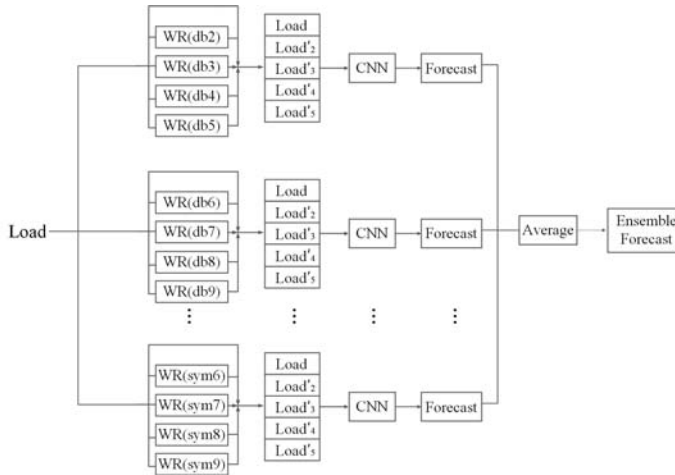 WR(db2)
WR(db3)
WR(db4)
WR(db5)
Load
Load'₂
Load'₃
Load'₄
Load'₅
CNN
Forecast
Load
WR(db6)
WR(db7)
WR(db8)
WR(db9)
Load
Load'₂
Load'₃
Load'₄
Load'₅
CNN
Forecast
Average
Ensemble
Forecast
WR(sym6)
WR(sym7)
WR(sym8)
WR(sym9)
Load
Load'₂
Load'₃
Load'₄
Load'₅
CNN
Forecast